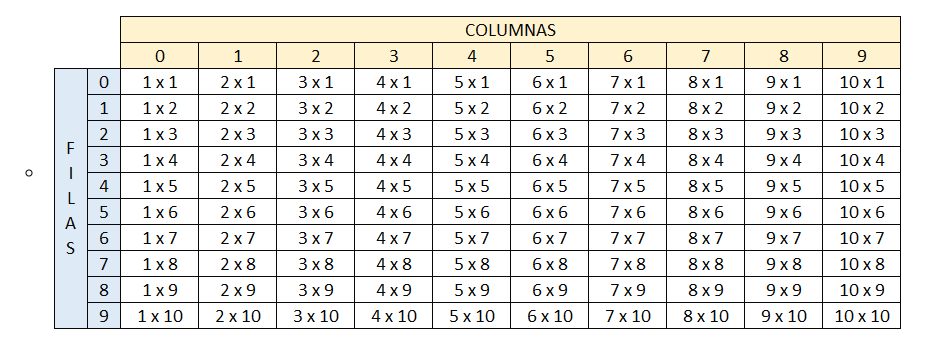 COLUMNAS
0 1 2 3 4 5 6 7 8 9
FILAS
0 1 x 1 2 x 1 3 x 1 4 x 1 5 x 1 6 x 1 7 x 1 8 x 1 9 x 1 10 x 1
1 1 x 2 2 x 2 3 x 2 4 x 2 5 x 2 6 x 2 7 x 2 8 x 2 9 x 2 10 x 2
2 1 x 3 2 x 3 3 x 3 4 x 3 5 x 3 6 x 3 7 x 3 8 x 3 9 x 3 10 x 3
3 1 x 4 2 x 4 3 x 4 4 x 4 5 x 4 6 x 4 7 x 4 8 x 4 9 x 4 10 x 4
4 1 x 5 2 x 5 3 x 5 4 x 5 5 x 5 6 x 5 7 x 5 8 x 5 9 x 5 10 x 5
5 1 x 6 2 x 6 3 x 6 4 x 6 5 x 6 6 x 6 7 x 6 8 x 6 9 x 6 10 x 6
6 1 x 7 2 x 7 3 x 7 4 x 7 5 x 7 6 x 7 7 x 7 8 x 7 9 x 7 10 x 7
7 1 x 8 2 x 8 3 x 8 4 x 8 5 x 8 6 x 8 7 x 8 8 x 8 9 x 8 10 x 8
8 1 x 9 2 x 9 3 x 9 4 x 9 5 x 9 6 x 9 7 x 9 8 x 9 9 x 9 10 x 9
9 1 x 10 2 x 10 3 x 10 4 x 10 5 x 10 6 x 10 7 x 10 8 x 10 9 x 10 10 x 10